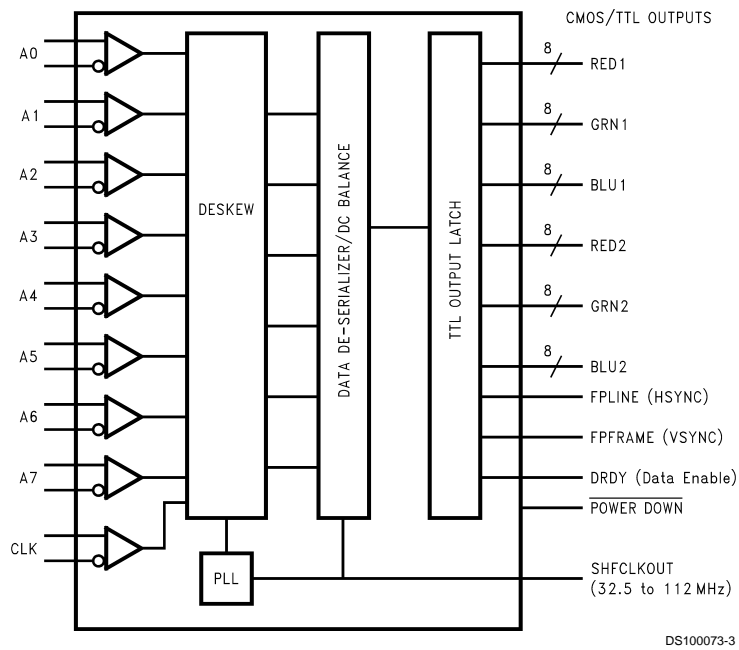 CMOS/TTL OUTPUTS
A0
A1
A2
A3
A4
A5
A6
A7
CLK
DESKEW
PLL
DATA DE-SERIALIZER/DC BALANCE
TTL OUTPUT LATCH
8
RED1
8
GRN1
8
BLU1
8
RED2
8
GRN2
8
BLU2
FPLINE (HSYNC)
FPFRAME (VSYNC)
DRDY (Data Enable)
POWER DOWN
SHFCLKOUT
(32.5 to 112 MHz)
DS100073-3